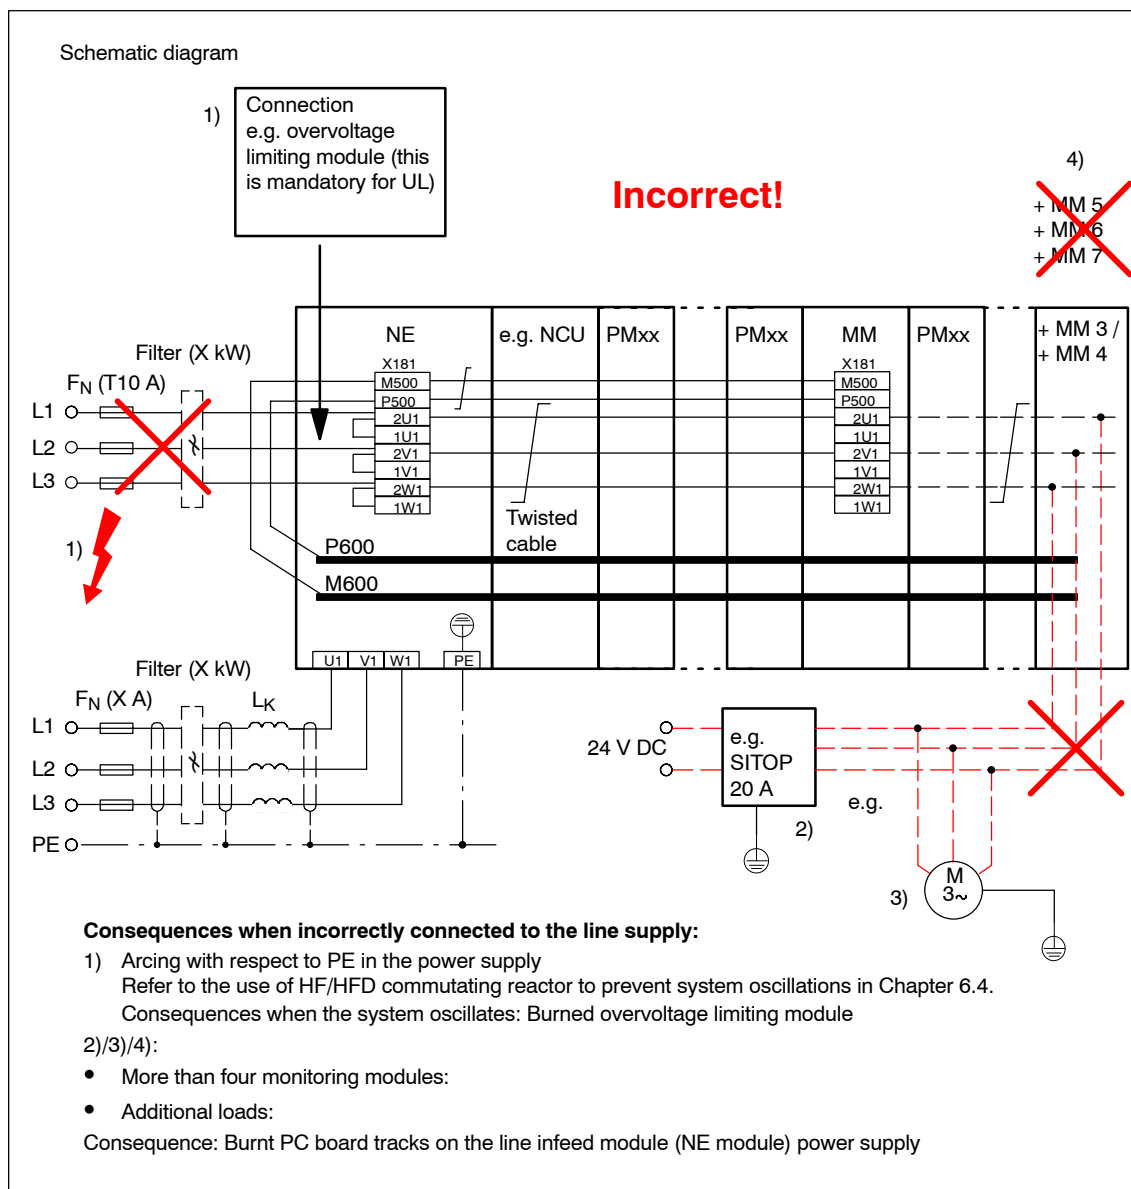 Schematic diagram
1)
Connection
e.g. overvoltage
limiting module (this
is mandatory for UL)
Incorrect!
4)
+ MM 5
+ MM 6
+ MM 7
NE
e.g. NCU
PMxx
PMxx
MM
PMxx
+ MM 3 /
+ MM 4
Filter (X kW)
FN (T10 A)
L1
L2
L3
1)
X181
M500
P500
2U1
1U1
2V1
1V1
2W1
1W1
X181
M500
P500
2U1
1U1
2V1
1V1
2W1
1W1
Twisted
cable
P600
M600
U1
V1
W1
PE
Filter (X kW)
FN (X A)
LK
L1
L2
L3
PE
24 V DC
e.g.
SITOP
20 A
2)
e.g.
3)
M
3~
Consequences when incorrectly connected to the line supply:
1) Arcing with respect to PE in the power supply
Refer to the use of HF/HFD commutating reactor to prevent system oscillations in Chapter 6.4.
Consequences when the system oscillates: Burned overvoltage limiting module
2)/3)/4):
• More than four monitoring modules:
• Additional loads:
Consequence: Burnt PC board tracks on the line infeed module (NE module) power supply